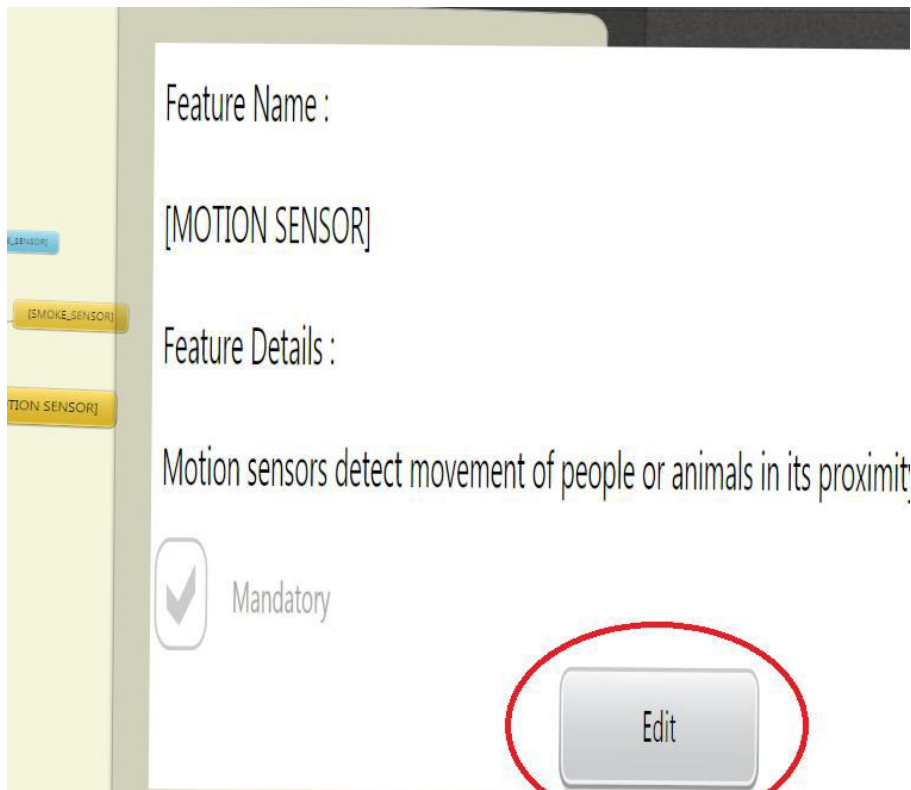 Feature Name :
[MOTION SENSOR]
[SMOKE_SENSOR]
Feature Details :
TION SENSOR]
Motion sensors detect movement of people or animals in its proximity
Mandatory
Edit